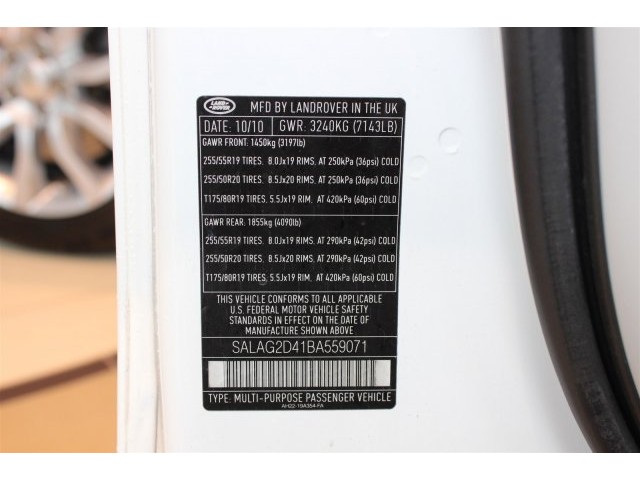 LAND ROVER
MFD BY LANDROVER IN THE UK
DATE: 10/10 GWR: 3240KG (7143LB)
GAWR FRONT: 1450kg (3197lb)
255/55R19 TIRES. 8.0Jx19 RIMS, AT 250kPa (36psi) COLD
255/50R20 TIRES. 8.5Jx20 RIMS, AT 250kPa (36psi) COLD
T175/80R19 TIRES. 5.5Jx19 RIM, AT 420kPa (60psi) COLD
GAWR REAR: 1855kg (4090lb)
255/55R19 TIRES. 8.0Jx19 RIMS, AT 290kPa (42psi) COLD
255/50R20 TIRES. 8.5Jx20 RIMS, AT 290kPa (42psi) COLD
T175/80R19 TIRES. 5.5Jx19 RIM, AT 420kPa (60psi) COLD
THIS VEHICLE CONFORMS TO ALL APPLICABLE
U.S. FEDERAL MOTOR VEHICLE SAFETY
STANDARDS IN EFFECT ON THE DATE OF
MANUFACTURE SHOWN ABOVE.
SALAG2D41BA559071
TYPE: MULTI-PURPOSE PASSENGER VEHICLE
AH22-19A354-FA